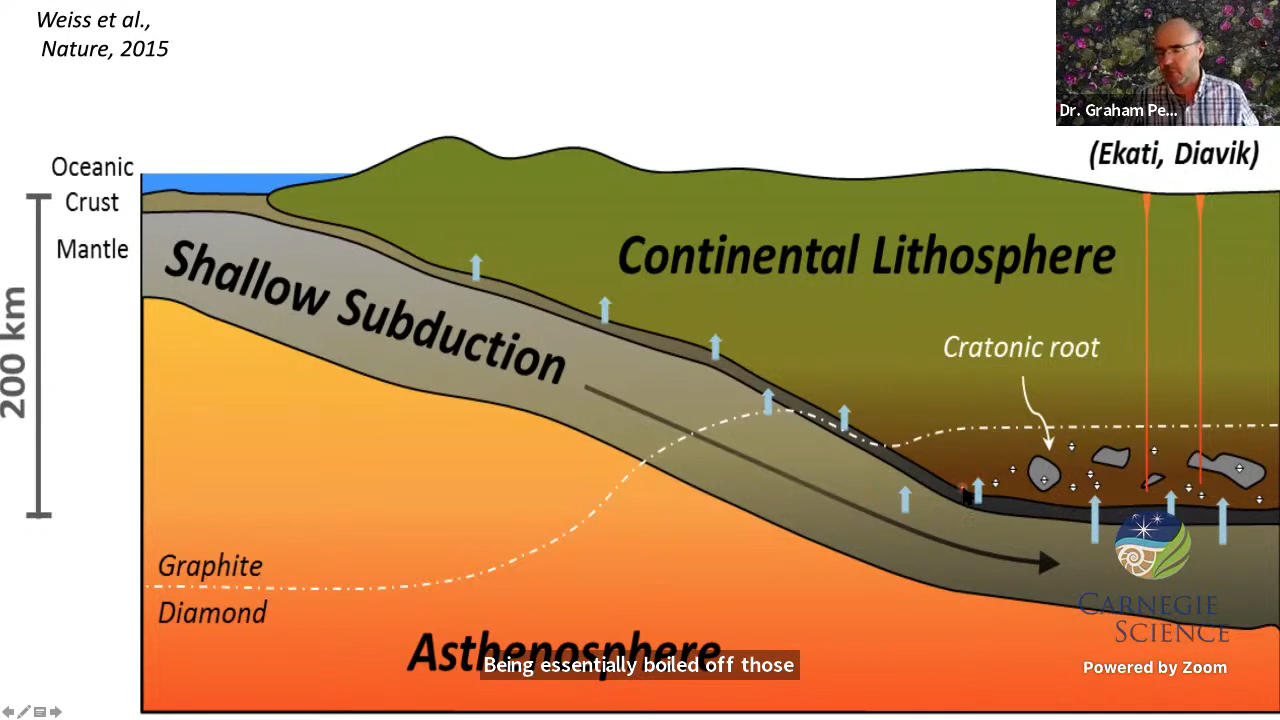 Weiss et al.,
Nature, 2015
Dr. Graham Pe...
(Ekati, Diavik)
Oceanic
Crust
Mantle
200 km
Shallow Subduction
Continental Lithosphere
Cratonic root
Graphite
Diamond
Asthenosphere
Being essentially boiled off those
CARNEGIE
SCIENCE
Powered by Zoom